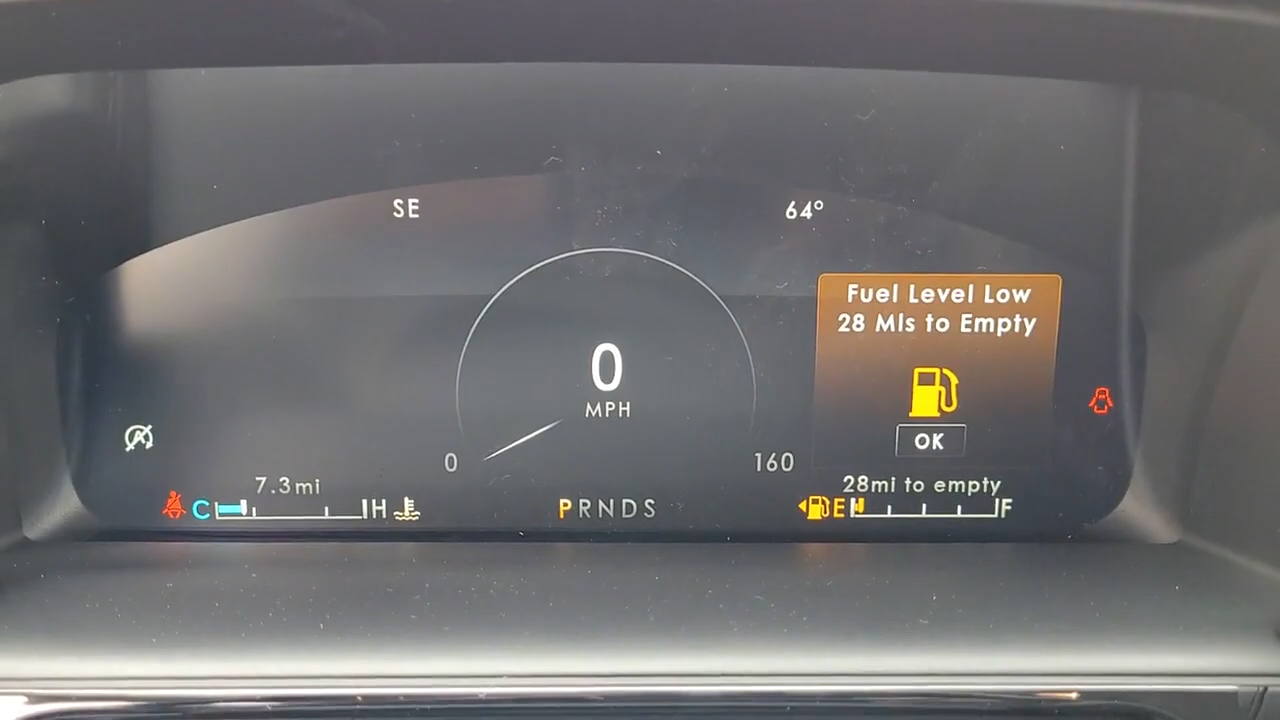 SE
64°
Fuel Level Low
28 Mls to Empty
OK
0
MPH
0
160
7.3mi
28mi to empty
C H
PRNDS
E F